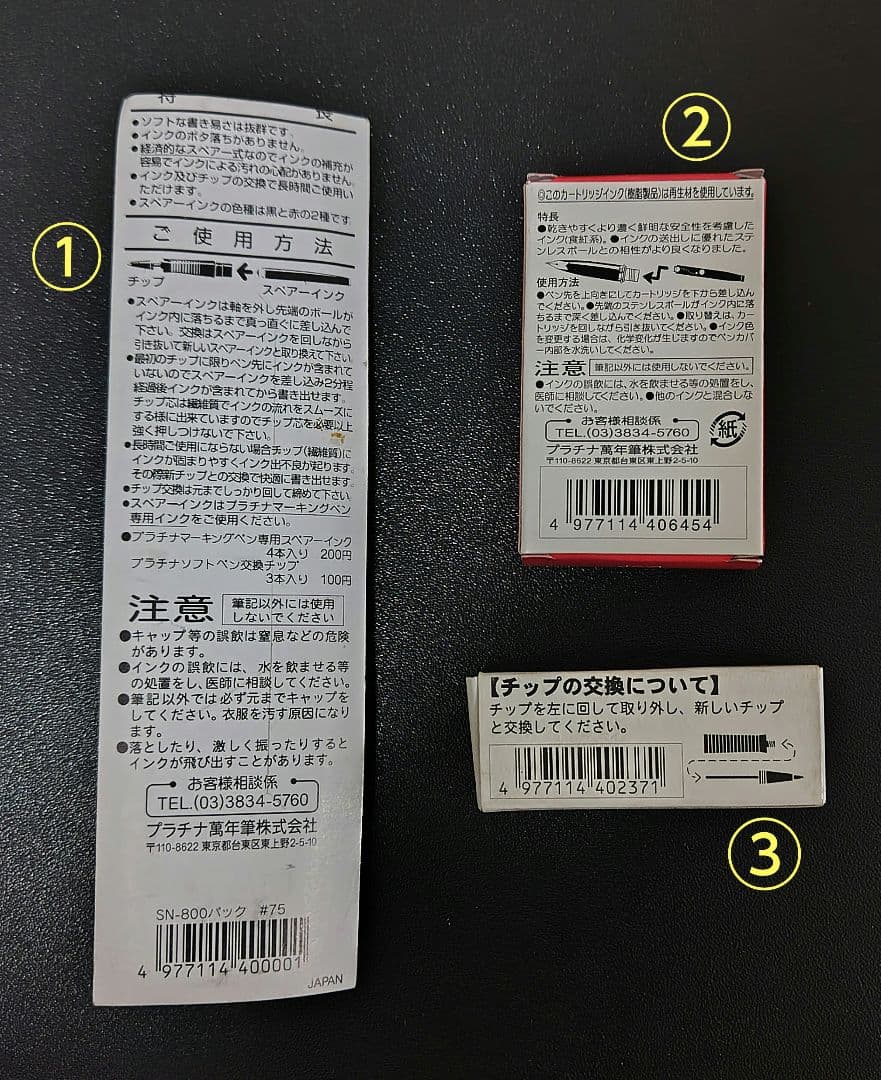 ①
特 長
●ソフトな書き易さは抜群です。
●インクのボタ落ちがありません。
●経済的なスペアー式なのでインクの補充が
容易でインクによる汚れの心配がありません。
●インク及びチップの交換で長時間ご使用い
ただけます。
●スペアーインクの色種は黒と赤の2種です
ご使用方法
チップ
スペアーインク
●スペアーインクは軸を外し先端のボールが
インク内に落ちるまで真っ直ぐに差し込んで
下さい。交換はスペアーインクを回しながら
引き抜いて新しいスペアーインクと取り換えて下さい。
●最初のチップに限りペン先にインクが含まれて
いないのでスペアーインクを差し込み2分程
経過後インクが含まれてから書き出せます。
チップ芯は繊維質でインクの流れをスムーズに
する様に出来ていますのでチップ芯を必要以上
強く押しつけないで下さい。
●長時間ご使用にならない場合チップ(繊維質)に
インクが固まりやすくインク出不良が起ります。
その際新チップとの交換で快適に書き出せます。
●チップ交換は元までしっかり回して締めて下さい。
●スペアーインクはプラチナマーキングペン
専用インクをご使用ください。
●プラチナマーキングペン専用スペアーインク
4本入り 200円
プラチナソフトペン交換チップ
3本入り 100円
注意 筆記以外には使用
しないでください
●キャップ等の誤飲は窒息などの危険
があります。
●インクの誤飲には、水を飲ませる等
の処置をし、医師に相談してください。
●筆記以外では必ず元までキャップを
してください。衣服を汚す原因になり
ます。
●落としたり、激しく振ったりすると
インクが飛び出すことがあります。
お客様相談係
TEL.(03)3834-5760
プラチナ萬年筆株式会社
〒110-8622 東京都台東区東上野2-5-10
SN-800パック #75
4 977114 400001
JAPAN
②
◎このカートリッジインク(樹脂製品)は再生材を使用しています。
特長
●乾きやすくより濃く鮮明な安全性を考慮した
インク(食紅系)。●インクの送出しに優れたステ
ンレスボールとの相性がより良くなりました。
使用方法
●ペン先を上向きにしてカートリッジを下から差し込ん
でください。●先端のステンレスボールがインク内に落
ちるまで深く差し込んでください。●取り替えは、カー
トリッジを回しながら引き抜いてください。●インク色
を変更する場合は、化学変化が生じますのでペンカバ
ー内部を水洗いしてください。
注意 筆記以外には使用しないでください。
●インクの誤飲には、水を飲ませる等の処置をし、
医師に相談してください。●他のインクと混合しな
いでください。
お客様相談係
TEL.(03)3834-5760
紙
プラチナ萬年筆株式会社
〒110-8622 東京都台東区東上野2-5-10
4 977114 406454
【チップの交換について】
チップを左に回して取り外し、新しいチップ
と交換してください。
4 977114 402371
③